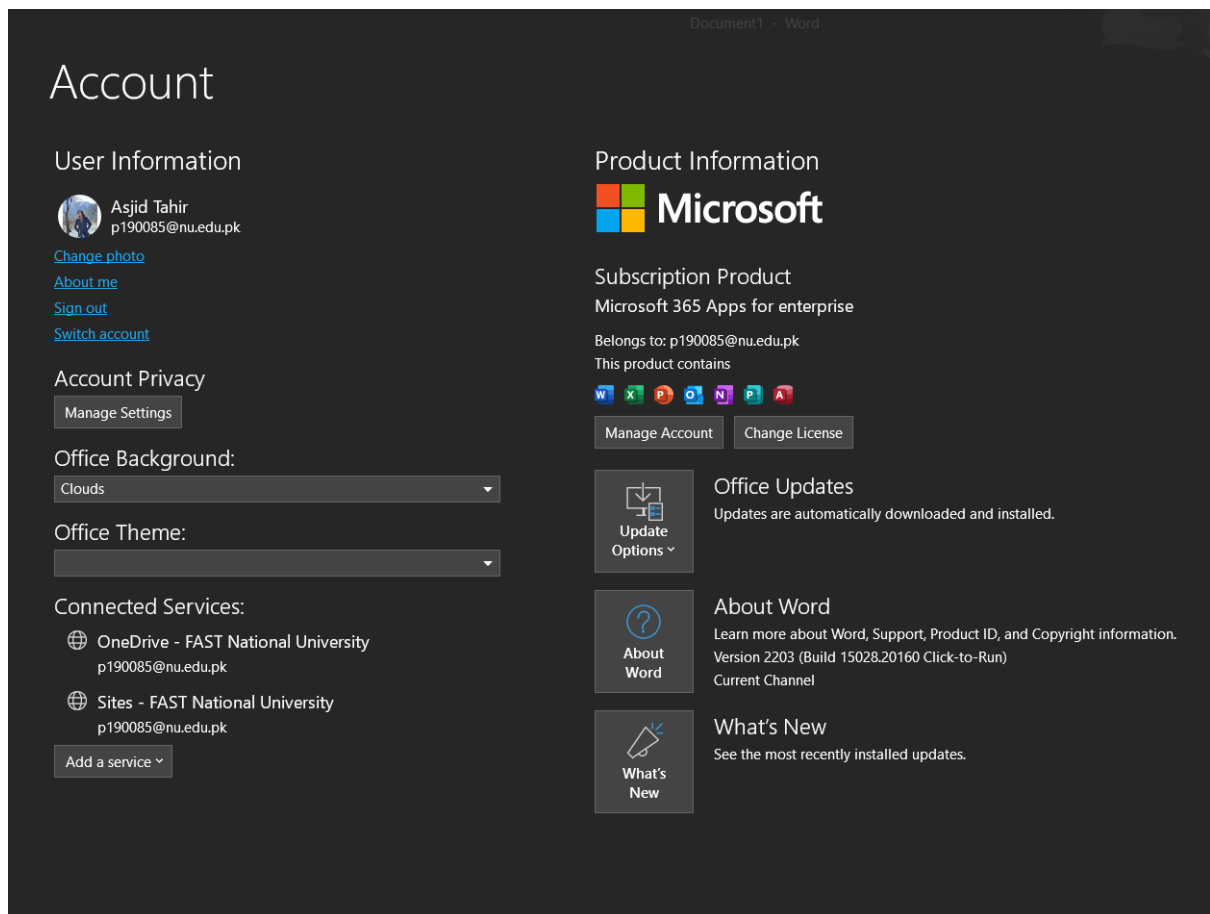 Document1 - Word
Account
User Information
Asjid Tahir
p190085@nu.edu.pk
Change photo
About me
Sign out
Switch account
Account Privacy
Manage Settings
Office Background:
Clouds
Office Theme:
Connected Services:
OneDrive - FAST National University
p190085@nu.edu.pk
Sites - FAST National University
p190085@nu.edu.pk
Add a service
Product Information
Microsoft
Subscription Product
Microsoft 365 Apps for enterprise
Belongs to: p190085@nu.edu.pk
This product contains
W X P O N P A
Manage Account Change License
Update
Options
Office Updates
Updates are automatically downloaded and installed.
About
Word
About Word
Learn more about Word, Support, Product ID, and Copyright information.
Version 2203 (Build 15028.20160 Click-to-Run)
Current Channel
What's
New
What's New
See the most recently installed updates.